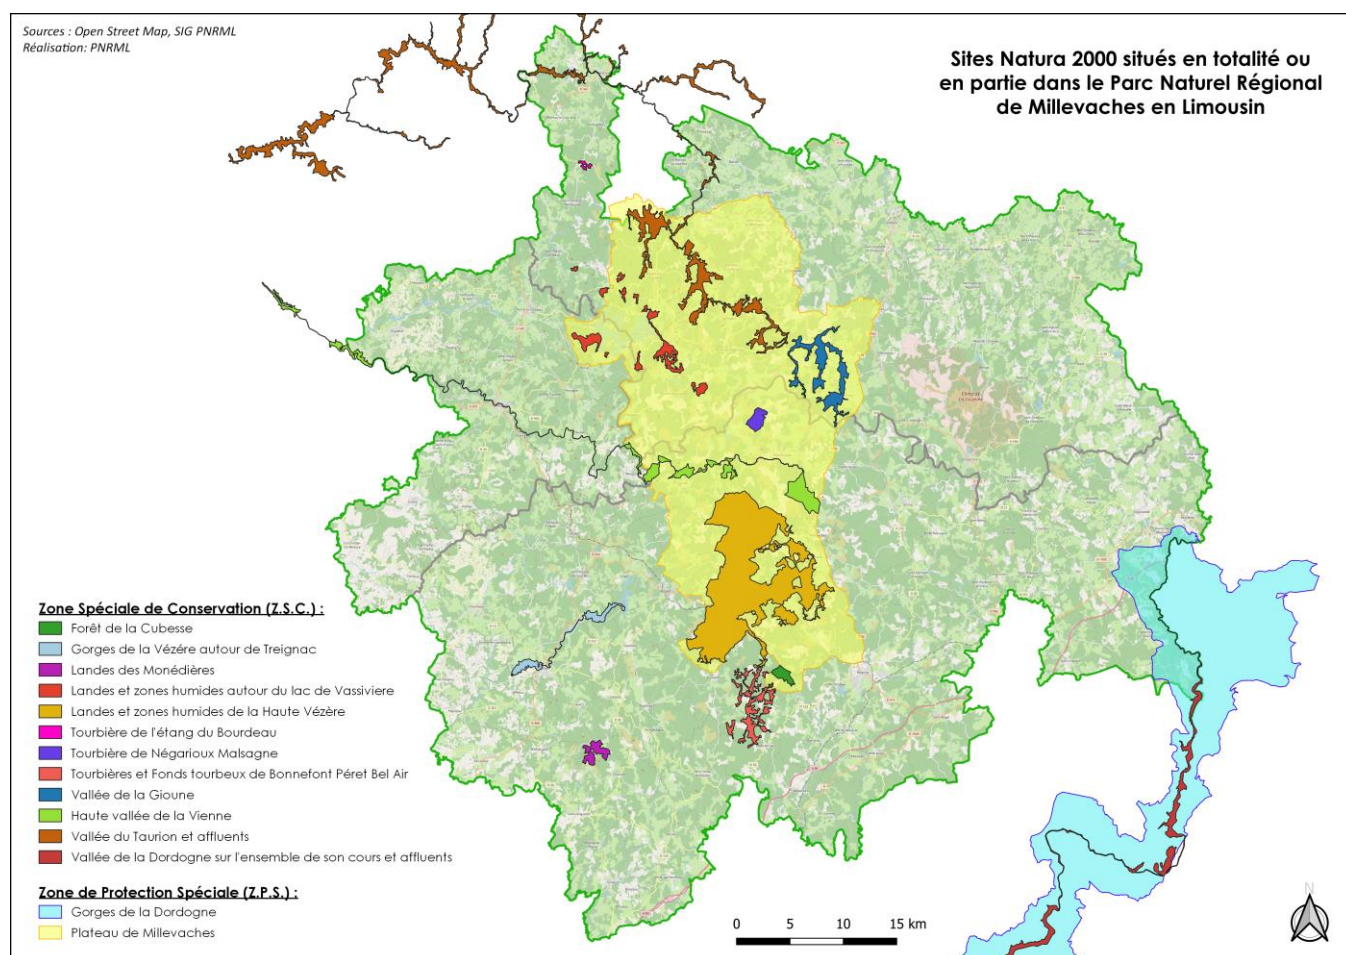 Sources : Open Street Map, SIG PNRML
Réalisation: PNRML
Sites Natura 2000 situés en totalité ou
en partie dans le Parc Naturel Régional
de Millevaches en Limousin
Zone Spéciale de Conservation (Z.S.C.) :
Forêt de la Cubesse
Gorges de la Vézére autour de Treignac
Landes des Monédières
Landes et zones humides autour du lac de Vassiviere
Landes et zones humides de la Haute Vézère
Tourbière de l'étang du Bourdeau
Tourbière de Négarioux Malsagne
Tourbières et Fonds tourbeux de Bonnefont Péret Bel Air
Vallée de la Gioune
Haute vallée de la Vienne
Vallée du Taurion et affluents
Vallée de la Dordogne sur l'ensemble de son cours et affluents
Zone de Protection Spéciale (Z.P.S.) :
Gorges de la Dordogne
Plateau de Millevaches
0 5 10 15 km
N